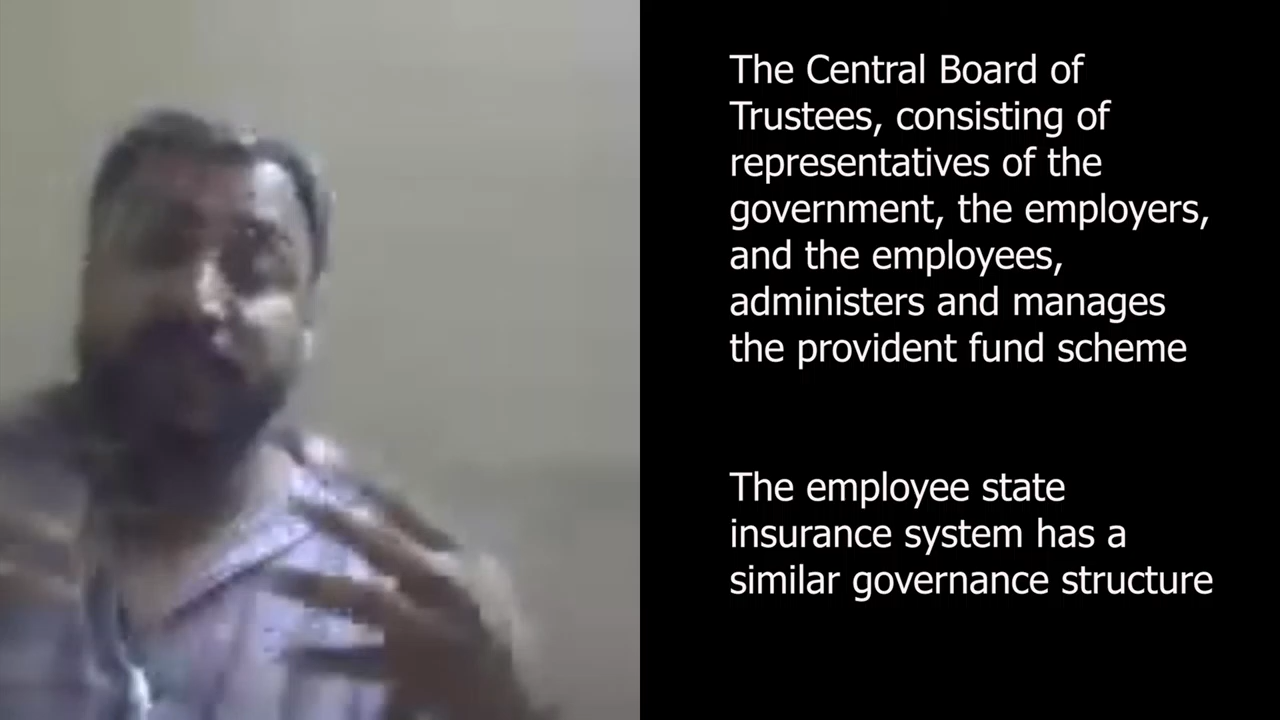 The Central Board of
Trustees, consisting of
representatives of the
government, the employers,
and the employees,
administers and manages
the provident fund scheme
The employee state
insurance system has a
similar governance structure